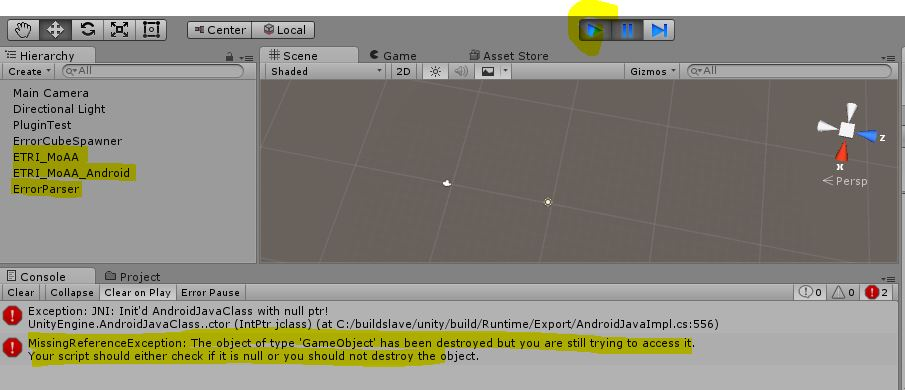 Center Local
Hierarchy
Create All
Main Camera
Directional Light
PluginTest
ErrorCubeSpawner
ETRI_MoAA
ETRI_MoAA_Android
ErrorParser
Scene Game Asset Store
Shaded 2D Gizmos All
z
x
Persp
Console Project
Clear Collapse Clear on Play Error Pause 0 0 2
Exception: JNI: Init'd AndroidJavaClass with null ptr!
UnityEngine.AndroidJavaClass..ctor (IntPtr jclass) (at C:/buildslave/unity/build/Runtime/Export/AndroidJavaImpl.cs:556)
MissingReferenceException: The object of type 'GameObject' has been destroyed but you are still trying to access it.
Your script should either check if it is null or you should not destroy the object.